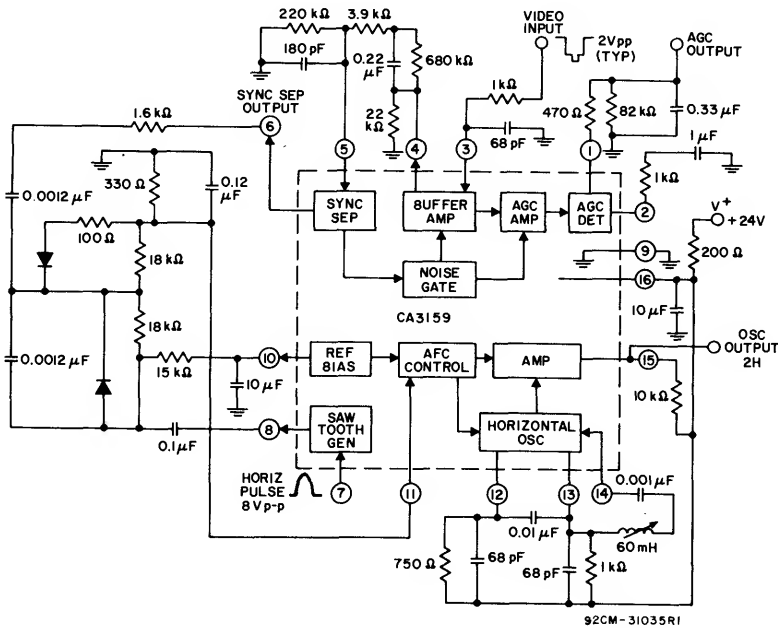 220 kΩ
3.9 kΩ
180 pF
0.22 μF
680 kΩ
22 kΩ
VIDEO INPUT
2Vpp (TYP)
AGC OUTPUT
1kΩ
68 pF
470 Ω
82 kΩ
0.33 μF
1 μF
1kΩ
SYNC SEP OUTPUT
1.6 kΩ
6
5
4
3
1
2
0.0012 μF
330 Ω
0.12 μF
100 Ω
18 kΩ
18 kΩ
0.0012 μF
15 kΩ
10 μF
0.1 μF
SYNC SEP
BUFFER AMP
AGC AMP
AGC DET
NOISE GATE
CA3159
V+ +24V
200 Ω
9
16
10 μF
10
REF BIAS
AFC CONTROL
AMP
15
OSC OUTPUT 2H
10 kΩ
8
SAW TOOTH GEN
HORIZONTAL OSC
HORIZ PULSE 8 V p-p
7
11
12
13
14
0.001 μF
0.01 μF
60 mH
750 Ω
68 pF
68 pF
1 kΩ
92CM-31035R1